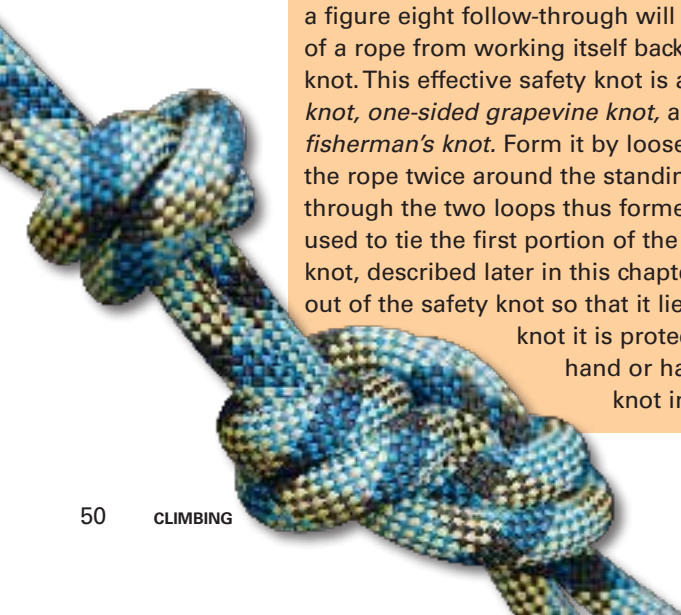 a figure eight follow-through will
of a rope from working itself back
knot. This effective safety knot is a
knot, one-sided grapevine knot, a
fisherman's knot. Form it by loose
the rope twice around the standin
through the two loops thus forme
used to tie the first portion of the
knot, described later in this chapte
out of the safety knot so that it lie
knot it is prote
hand or ha
knot i
50 CLIMBING